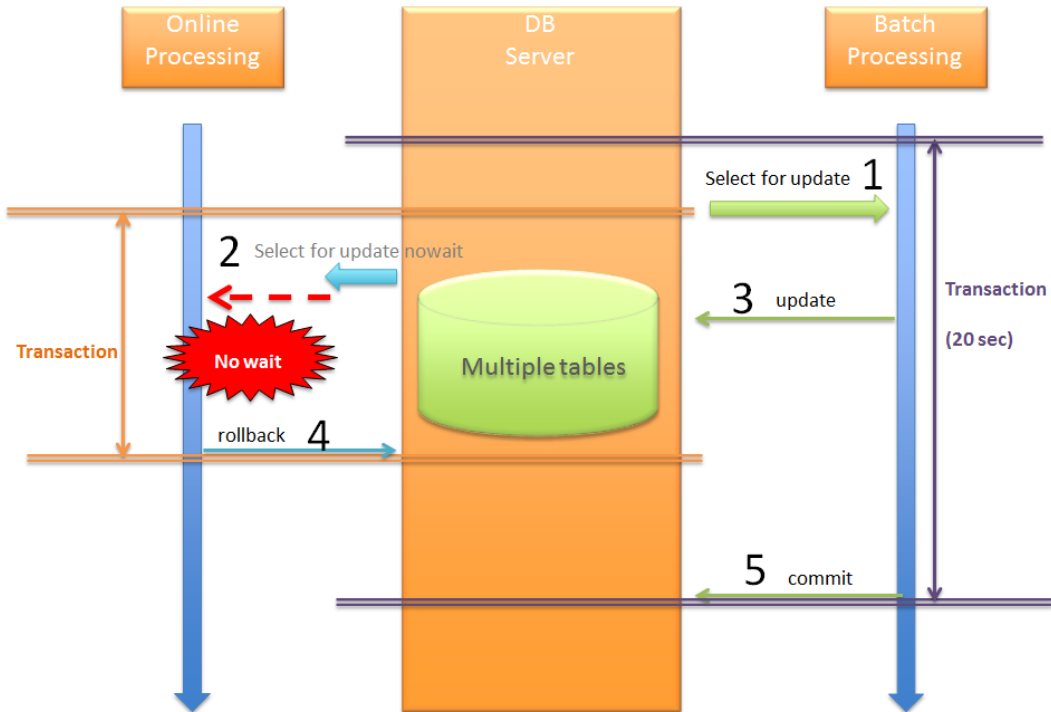 Online
Processing
DB
Server
Batch
Processing
Select for update 1
2 Select for update nowait
3 update
Transaction
(20 sec)
Transaction
No wait
Multiple tables
rollback 4
5 commit